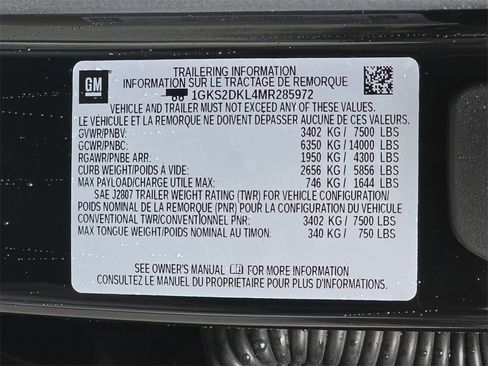 TRAILERING INFORMATION
INFORMATION SUR LE TRACTAGE DE REMORQUE
GM
1GKS2DKL4MR285972
VEHICLE AND TRAILER MUST NOT EXCEED ANY OF THESE /
LE VÉHICULE ET LA REMORQUE NE DOIVENT DÉPASSER AUCUN DE CES
GVWR/PNBV: 3402 KG / 7500 LBS
GCWR/PNBC: 6350 KG / 14000 LBS
RGAWR/PNBE ARR. 1950 KG / 4300 LBS
CURB WEIGHT/POIDS A VIDE: 2656 KG / 5856 LBS
MAX PAYLOAD/CHARGE UTILE MAX: 746 KG / 1644 LBS
SAE J2807 TRAILER WEIGHT RATING (TWR) FOR VEHICLE CONFIGURATION/
POIDS NOMINAL DE LA REMORQUE (PNR) POUR LA CONFIGURATION DU VÉHICULE
CONVENTIONAL TWR/CONVENTIONNEL PNR: 3402 KG / 7500 LBS
MAX TONGUE WEIGHT/POIDS NOMINAL AU TIMON: 340 KG / 750 LBS
SEE OWNER'S MANUAL FOR MORE INFORMATION
CONSULTEZ LE MANUEL DU PROPRIETAIRE POUR PLUS D'INFORMATIONS.